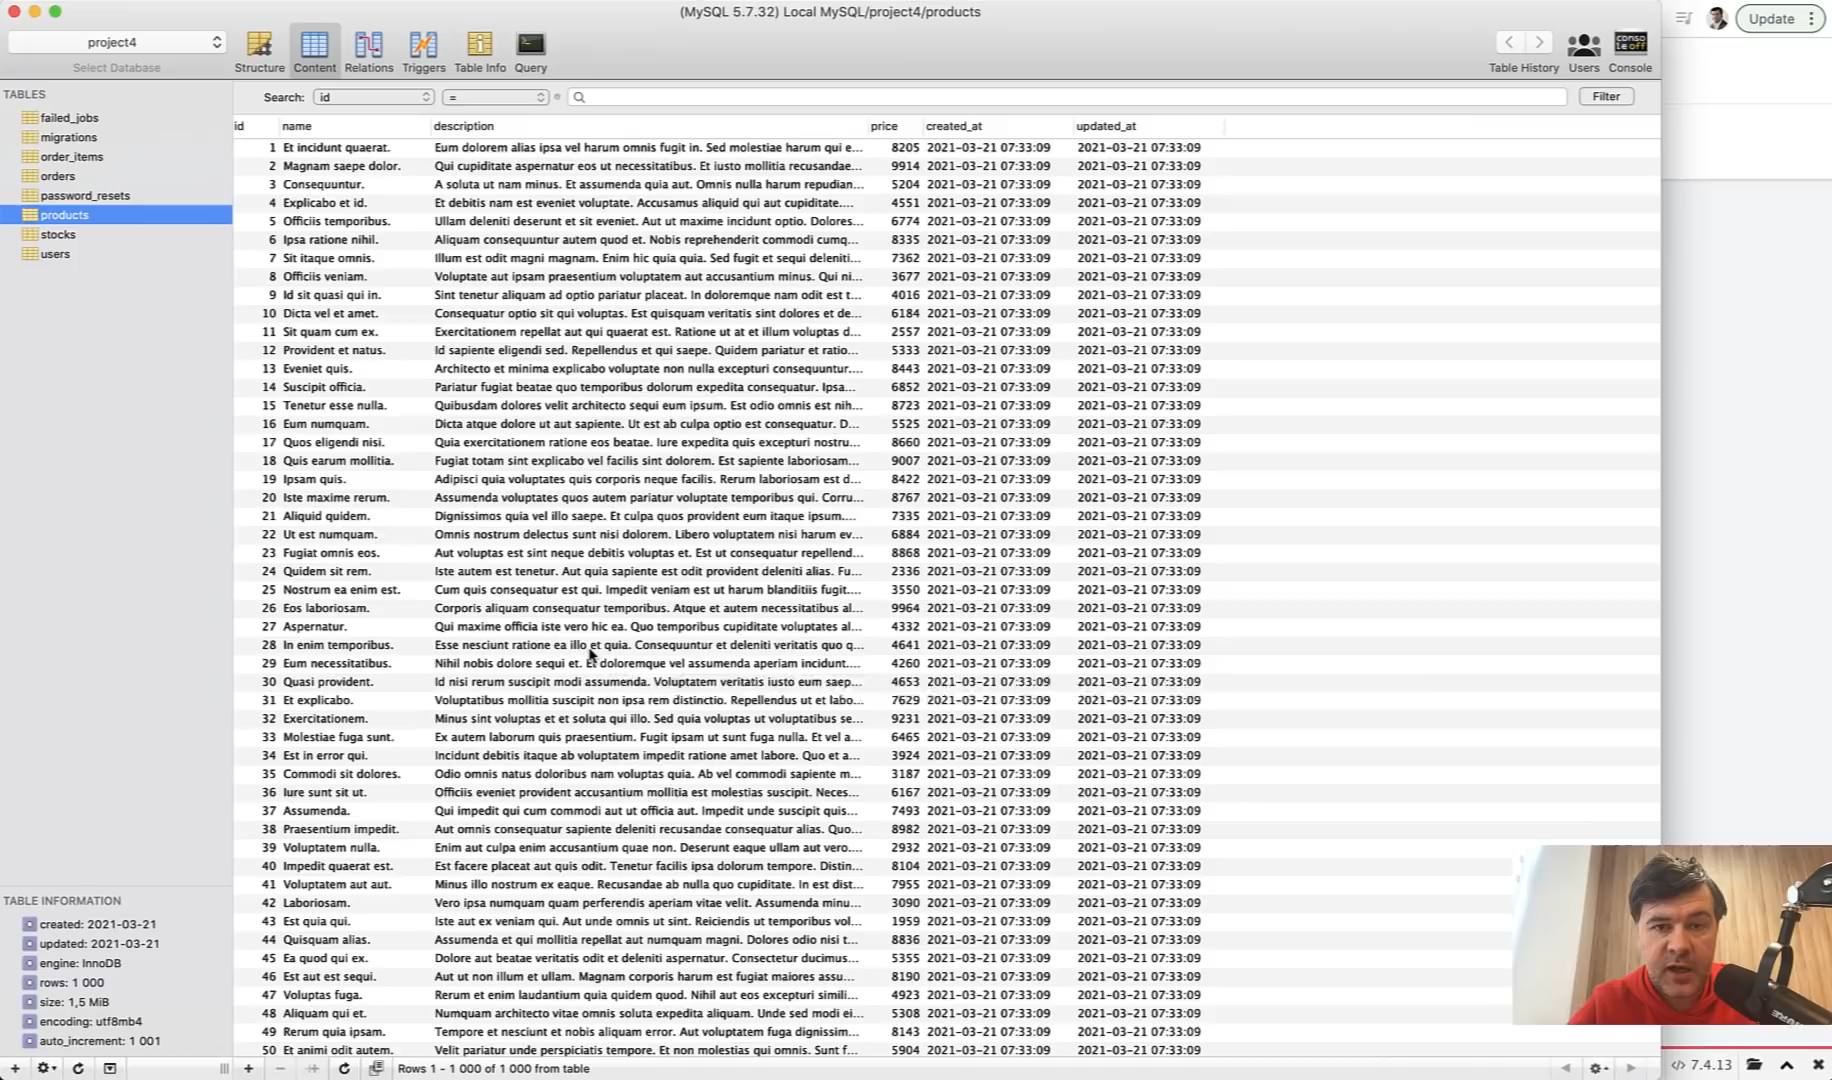 (MySQL 5.7.32) Local MySQL/project4/products
Update
project4
Select Database
Structure
Content
Relations
Triggers
Table Info
Query
Table History
Users
conso
le off
Console
TABLES
failed_jobs
migrations
order_items
orders
password_resets
products
stocks
users
Search: id = Filter
id name description price created_at updated_at
1 Et incidunt quaerat. Eum dolorem alias ipsa vel harum omnis fugit in. Sed molestiae harum qui e... 8205 2021-03-21 07:33:09 2021-03-21 07:33:09
2 Magnam saepe dolor. Qui cupiditate aspernatur eos ut necessitatibus. Et iusto mollitia recusandae... 9914 2021-03-21 07:33:09 2021-03-21 07:33:09
3 Consequuntur. A soluta ut nam minus. Et assumenda quia aut. Omnis nulla harum repudian... 5204 2021-03-21 07:33:09 2021-03-21 07:33:09
4 Explicabo et id. Et debitis nam est eveniet voluptate. Accusamus aliquid qui aut cupiditate.... 4551 2021-03-21 07:33:09 2021-03-21 07:33:09
5 Officiis temporibus. Ullam deleniti deserunt et sit eveniet. Aut ut maxime incidunt optio. Dolores... 6774 2021-03-21 07:33:09 2021-03-21 07:33:09
6 Ipsa ratione nihil. Aliquam consequuntur autem quod et. Nobis reprehenderit commodi cumq... 8335 2021-03-21 07:33:09 2021-03-21 07:33:09
7 Sit itaque omnis. Illum est odit magni magnam. Enim hic quia quia. Sed fugit et sequi deleniti... 7362 2021-03-21 07:33:09 2021-03-21 07:33:09
8 Officiis veniam. Voluptate aut ipsam praesentium voluptatem aut accusantium minus. Qui ni... 3677 2021-03-21 07:33:09 2021-03-21 07:33:09
9 Id sit quasi qui in. Sint tenetur aliquam ad optio pariatur placeat. In doloremque nam odit est t... 4016 2021-03-21 07:33:09 2021-03-21 07:33:09
10 Dicta vel et amet. Consequatur optio sit qui voluptas. Est quisquam veritatis sint dolores et de... 6184 2021-03-21 07:33:09 2021-03-21 07:33:09
11 Sit quam cum ex. Exercitationem repellat aut qui quaerat est. Ratione ut at et illum voluptas d... 2557 2021-03-21 07:33:09 2021-03-21 07:33:09
12 Provident et natus. Id sapiente eligendi sed. Repellendus et qui saepe. Quidem pariatur et ratio... 5333 2021-03-21 07:33:09 2021-03-21 07:33:09
13 Eveniet quis. Architecto et minima explicabo voluptate non nulla excepturi consequuntur.... 8443 2021-03-21 07:33:09 2021-03-21 07:33:09
14 Suscipit officia. Pariatur fugiat beatae quo temporibus dolorum expedita consequatur. Ipsa... 6852 2021-03-21 07:33:09 2021-03-21 07:33:09
15 Tenetur esse nulla. Quibusdam dolores velit architecto sequi eum ipsum. Est odio omnis est nih... 8723 2021-03-21 07:33:09 2021-03-21 07:33:09
16 Eum numquam. Dicta atque dolore ut aut sapiente. Ut est ab culpa optio est consequatur. D... 5525 2021-03-21 07:33:09 2021-03-21 07:33:09
17 Quos eligendi nisi. Quia exercitationem ratione eos beatae. Iure expedita quis excepturi nostru... 8660 2021-03-21 07:33:09 2021-03-21 07:33:09
18 Quis earum mollitia. Fugiat totam sint explicabo vel facilis sint dolorem. Est sapiente laboriosam... 9007 2021-03-21 07:33:09 2021-03-21 07:33:09
19 Ipsam quis. Adipisci quia voluptates quis corporis neque facilis. Rerum laboriosam est d... 8422 2021-03-21 07:33:09 2021-03-21 07:33:09
20 Iste maxime rerum. Assumenda voluptates quos autem pariatur voluptate temporibus qui. Corru... 8767 2021-03-21 07:33:09 2021-03-21 07:33:09
21 Aliquid quidem. Dignissimos quia vel illo saepe. Et culpa quos provident eum itaque ipsum.... 7335 2021-03-21 07:33:09 2021-03-21 07:33:09
22 Ut est numquam. Omnis nostrum delectus sunt nisi dolorem. Libero voluptatem nisi harum ev... 6884 2021-03-21 07:33:09 2021-03-21 07:33:09
23 Fugiat omnis eos. Aut voluptas est sint neque debitis voluptas et. Est ut consequatur repellend... 8868 2021-03-21 07:33:09 2021-03-21 07:33:09
24 Quidem sit rem. Iste autem est tenetur. Aut quia sapiente est odit provident deleniti alias. Fu... 2336 2021-03-21 07:33:09 2021-03-21 07:33:09
25 Nostrum ea enim est. Cum quis consequatur est qui. Impedit veniam est ut harum blanditiis fugit.... 3550 2021-03-21 07:33:09 2021-03-21 07:33:09
26 Eos laboriosam. Corporis aliquam consequatur temporibus. Atque et autem necessitatibus al... 9964 2021-03-21 07:33:09 2021-03-21 07:33:09
27 Aspernatur. Qui maxime officia iste vero hic ea. Quo temporibus cupiditate voluptates al... 4332 2021-03-21 07:33:09 2021-03-21 07:33:09
28 In enim temporibus. Esse nesciunt ratione ea illo et quia. Consequuntur et deleniti veritatis quo q... 4641 2021-03-21 07:33:09 2021-03-21 07:33:09
29 Eum necessitatibus. Nihil nobis dolore sequi et. Et doloremque vel assumenda aperiam incidunt.... 4260 2021-03-21 07:33:09 2021-03-21 07:33:09
30 Quasi provident. Id nisi rerum suscipit modi assumenda. Voluptatem veritatis iusto eum saep... 4653 2021-03-21 07:33:09 2021-03-21 07:33:09
31 Et explicabo. Voluptatibus mollitia suscipit non ipsa rem distinctio. Repellendus ut et labo... 7629 2021-03-21 07:33:09 2021-03-21 07:33:09
32 Exercitationem. Minus sint voluptas et et soluta qui illo. Sed quia voluptas ut voluptatibus se... 9231 2021-03-21 07:33:09 2021-03-21 07:33:09
33 Molestiae fuga sunt. Ex autem laborum quis praesentium. Fugit ipsam ut sunt fuga nulla. Et vel a... 6465 2021-03-21 07:33:09 2021-03-21 07:33:09
34 Est in error qui. Incidunt debitis itaque ab voluptatem impedit ratione amet labore. Quo et a... 3924 2021-03-21 07:33:09 2021-03-21 07:33:09
35 Commodi sit dolores. Odio omnis natus doloribus nam voluptas quia. Ab vel commodi sapiente m... 3187 2021-03-21 07:33:09 2021-03-21 07:33:09
36 Iure sunt sit ut. Officiis eveniet provident accusantium mollitia est molestias suscipit. Neces... 6167 2021-03-21 07:33:09 2021-03-21 07:33:09
37 Assumenda. Qui impedit qui cum commodi aut ut officia aut. Impedit unde suscipit quis... 7493 2021-03-21 07:33:09 2021-03-21 07:33:09
38 Praesentium impedit. Aut omnis consequatur sapiente deleniti recusandae consequatur alias. Quo... 8982 2021-03-21 07:33:09 2021-03-21 07:33:09
39 Voluptatem nulla. Enim aut culpa enim accusantium quae non. Deserunt eaque ullam aut vero.... 2932 2021-03-21 07:33:09 2021-03-21 07:33:09
40 Impedit quaerat est. Est facere placeat aut quis odit. Tenetur facilis ipsa dolorum tempore. Distin... 8104 2021-03-21 07:33:09 2021-03-21 07:33:09
41 Voluptatem aut aut. Minus illo nostrum ex eaque. Recusandae ab nulla quo cupiditate. In est dist... 7955 2021-03-21 07:33:09 2021-03-21 07:33:09
42 Laboriosam. Vero ipsa numquam quam perferendis aperiam vitae velit. Assumenda minu... 3090 2021-03-21 07:33:09 2021-03-21 07:33:09
43 Est quia qui. Iste aut ex veniam qui. Aut unde omnis ut sint. Reiciendis ut temporibus vol... 1959 2021-03-21 07:33:09 2021-03-21 07:33:09
44 Quisquam alias. Assumenda et qui mollitia repellat aut numquam magni. Dolores odio nisi t... 8836 2021-03-21 07:33:09 2021-03-21 07:33:09
45 Ea quod qui ex. Dolore aut beatae veritatis odit et deleniti aspernatur. Consectetur ducimus... 5355 2021-03-21 07:33:09 2021-03-21 07:33:09
46 Est aut est sequi. Aut ut non illum et ullam. Magnam corporis harum est fugiat maiores assu... 8190 2021-03-21 07:33:09 2021-03-21 07:33:09
47 Voluptas fuga. Rerum et enim laudantium quia quidem quod. Nihil aut eos excepturi simili... 4923 2021-03-21 07:33:09 2021-03-21 07:33:09
48 Aliquam qui et. Numquam architecto vitae omnis soluta expedita aliquam. Unde sed modi ei... 5308 2021-03-21 07:33:09 2021-03-21 07:33:09
49 Rerum quia ipsam. Tempore et nesciunt et nobis aliquam error. Aut voluptatem fuga dignissim... 8143 2021-03-21 07:33:09 2021-03-21 07:33:09
50 Et animi odit autem. Velit pariatur unde perspiciatis tempore. Et non molestias qui omnis. Sunt f... 5904 2021-03-21 07:33:09 2021-03-21 07:33:09
TABLE INFORMATION
created: 2021-03-21
updated: 2021-03-21
engine: InnoDB
rows: 1 000
size: 1,5 MiB
encoding: utf8mb4
auto_increment: 1 001
Rows 1 - 1 000 of 1 000 from table
</> 7.4.13